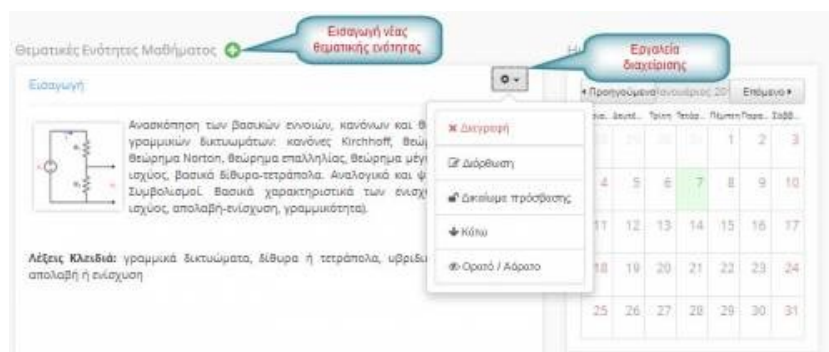 Εισαγωγή νέας
θεματικής ενότητας
Εργαλεία
διαχείρισης
Θεματικές Ενότητες Μαθήματος
Εισαγωγή
Ανασκόπηση των βασικών εννοιών, κανόνων και θ
γραμμικών δικτυωμάτων: κανόνες Kirchhoff, θεώ
θεώρημα Norton, θεώρημα επαλληλίας, θεώρημα μέγ
ισχύος, βασικά δίθυρα-τετράπολα. Αναλογικά και ψ
Συμβολισμοί. Βασικά χαρακτηριστικά των ενισχ
ισχύος, απολαβή-ενίσχυση, γραμμικότητα).
Λέξεις Κλειδιά: γραμμικά δικτυώματα, δίθυρα ή τετράπολα, υβριδι
απολαβή ή ενίσχυση
Διαγραφή
Διόρθωση
Δικαίωμα πρόσβασης
Κάτω
Ορατό / Αόρατο
Προηγούμενο Επόμενο
Τρίτη
1 2 3
4 5 6 7 8 9 10
11 12 13 14 15 16 17
18 19 20 21 22 23 24
25 26 27 28 29 30 31